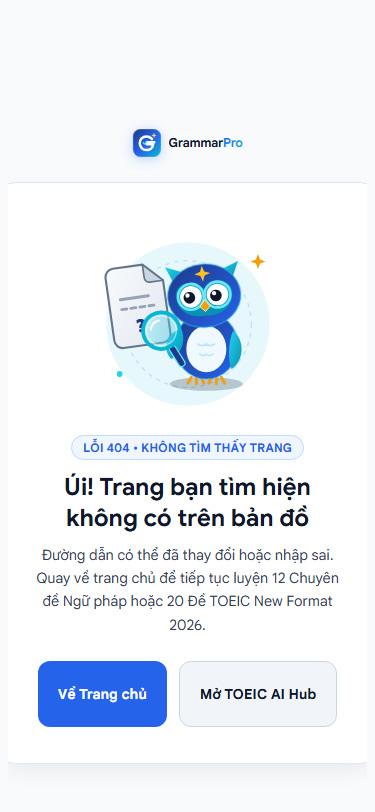 GrammarPro
?
LỖI 404 • KHÔNG TÌM THẤY TRANG
Úi! Trang bạn tìm hiện
không có trên bản đồ
Đường dẫn có thể đã thay đổi hoặc nhập sai.
Quay về trang chủ để tiếp tục luyện 12 Chuyên
đề Ngữ pháp hoặc 20 Đề TOEIC New Format
2026.
Về Trang chủ
Mở TOEIC AI Hub